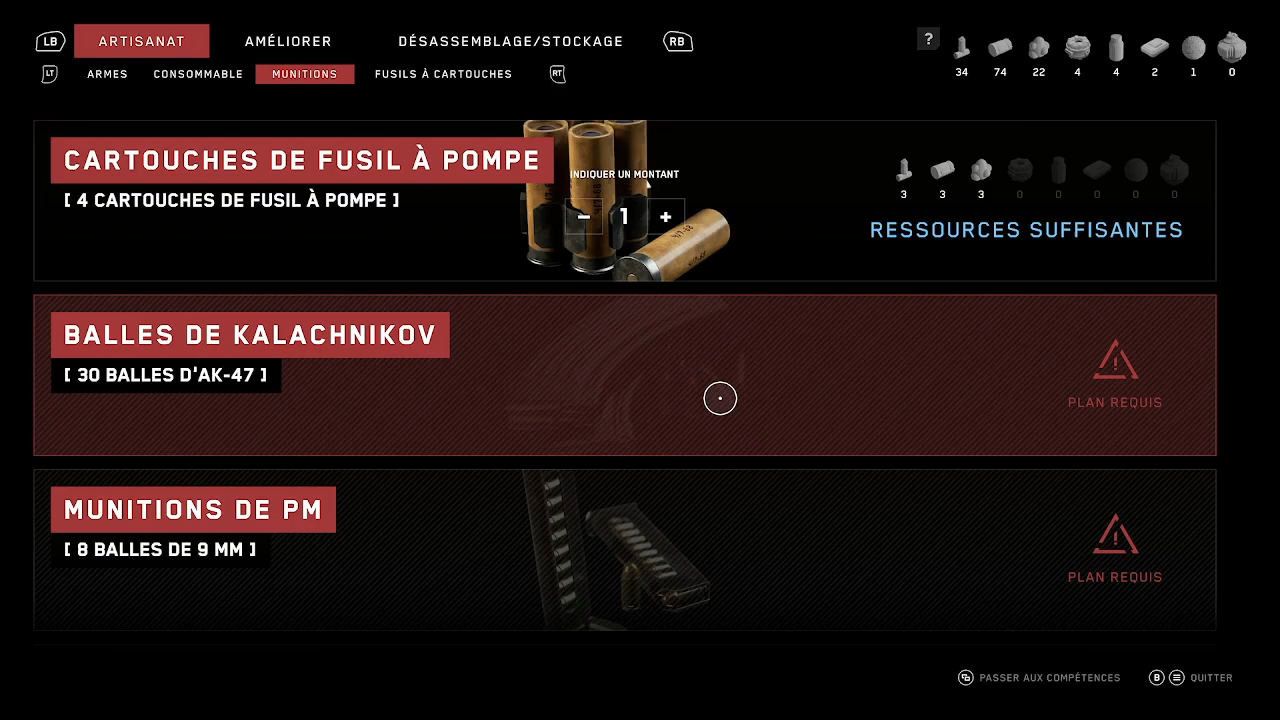 LB ARTISANAT AMÉLIORER DÉSASSEMBLAGE/STOCKAGE RB
LT ARMES CONSOMMABLE MUNITIONS FUSILS À CARTOUCHES RT
?
34 74 22 4 4 2 1 0
CARTOUCHES DE FUSIL À POMPE
[ 4 CARTOUCHES DE FUSIL À POMPE ]
INDIQUER UN MONTANT
− 1 +
3 3 3 0 0 0 0 0
RESSOURCES SUFFISANTES
BALLES DE KALACHNIKOV
[ 30 BALLES D'AK-47 ]
PLAN REQUIS
MUNITIONS DE PM
[ 8 BALLES DE 9 MM ]
PLAN REQUIS
PASSER AUX COMPÉTENCES B QUITTER